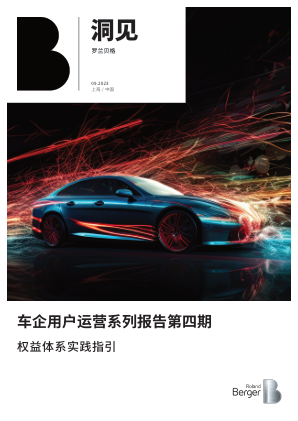 洞见
罗兰贝格
09.2023
上海 / 中国
车企用户运营系列报告第四期
权益体系实践指引
Roland
Berger